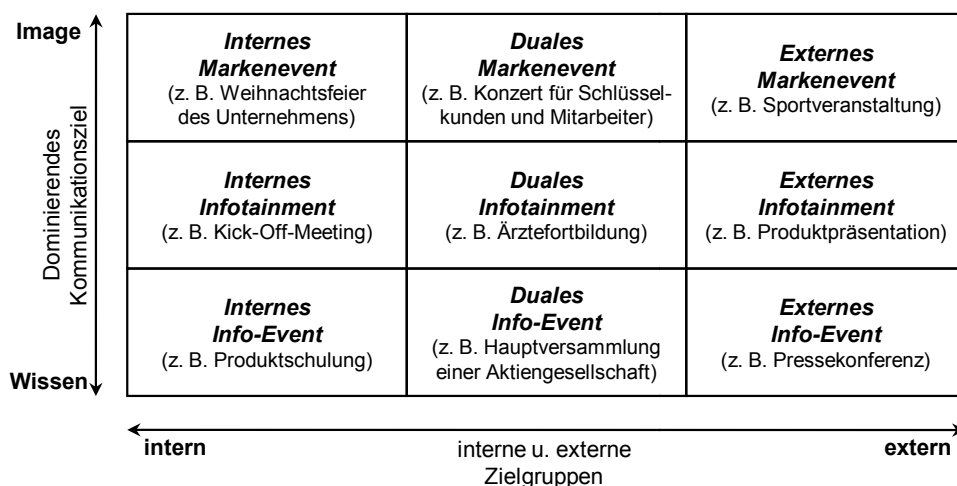 Image
Dominierendes
Kommunikationsziel
Wissen
Internes
Markenevent
(z. B. Weihnachtsfeier
des Unternehmens)
Duales
Markenevent
(z. B. Konzert für Schlüssel-
kunden und Mitarbeiter)
Externes
Markenevent
(z. B. Sportveranstaltung)
Internes
Infotainment
(z. B. Kick-Off-Meeting)
Duales
Infotainment
(z. B. Ärztefortbildung)
Externes
Infotainment
(z. B. Produktpräsentation)
Internes
Info-Event
(z. B. Produktschulung)
Duales
Info-Event
(z. B. Hauptversammlung
einer Aktiengesellschaft)
Externes
Info-Event
(z. B. Pressekonferenz)
intern
interne u. externe
Zielgruppen
extern